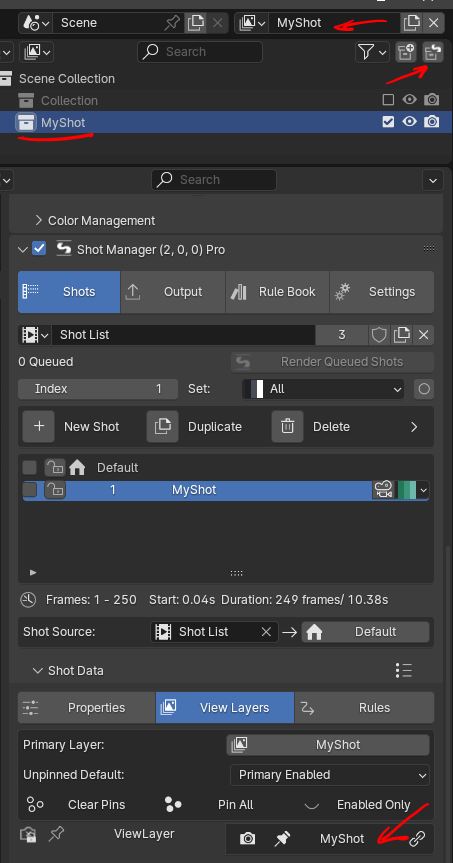 Scene MyShot
Search
Scene Collection
Collection
MyShot
Search
Color Management
Shot Manager (2, 0, 0) Pro
Shots Output Rule Book Settings
Shot List 3
0 Queued Render Queued Shots
Index 1 Set: All
New Shot Duplicate Delete
Default
1 MyShot
Frames: 1 - 250 Start: 0.04s Duration: 249 frames/ 10.38s
Shot Source: Shot List Default
Shot Data
Properties View Layers Rules
Primary Layer: MyShot
Unpinned Default: Primary Enabled
Clear Pins Pin All Enabled Only
ViewLayer MyShot